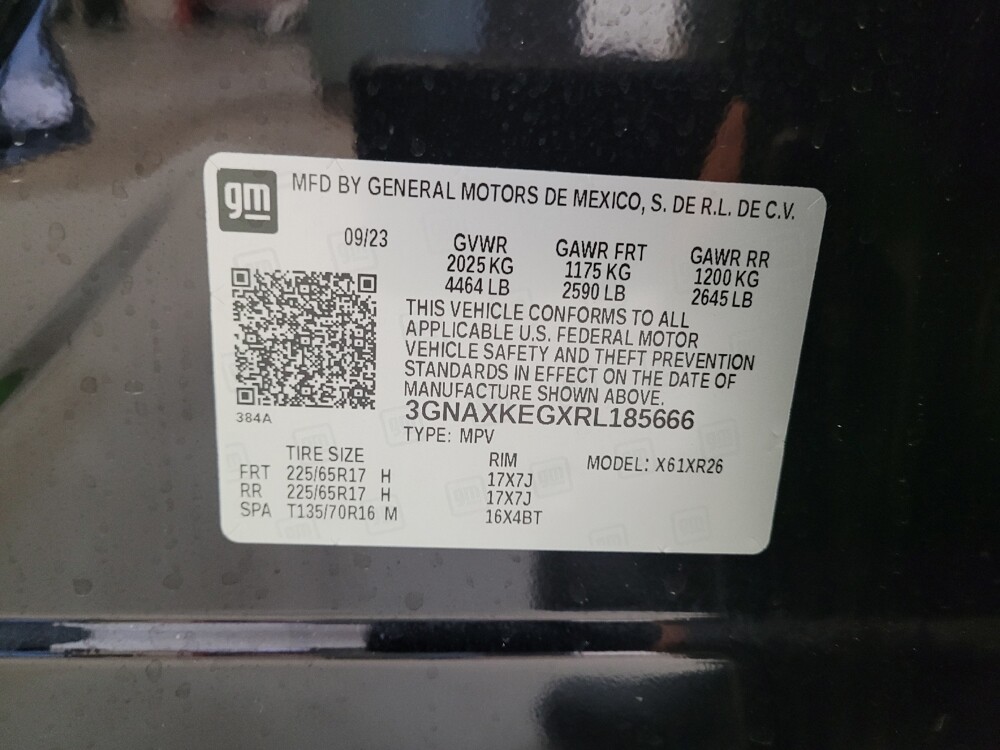 gm
MFD BY GENERAL MOTORS DE MEXICO, S. DE R.L. DE C.V.
09/23
GVWR GAWR FRT GAWR RR
2025 KG 1175 KG 1200 KG
4464 LB 2590 LB 2645 LB
THIS VEHICLE CONFORMS TO ALL
APPLICABLE U.S. FEDERAL MOTOR
VEHICLE SAFETY AND THEFT PREVENTION
STANDARDS IN EFFECT ON THE DATE OF
MANUFACTURE SHOWN ABOVE.
3GNAXKEGXRL185666
TYPE: MPV
384A
TIRE SIZE RIM MODEL: X61XR26
FRT 225/65R17 H 17X7J
RR 225/65R17 H 17X7J
SPA T135/70R16 M 16X4BT